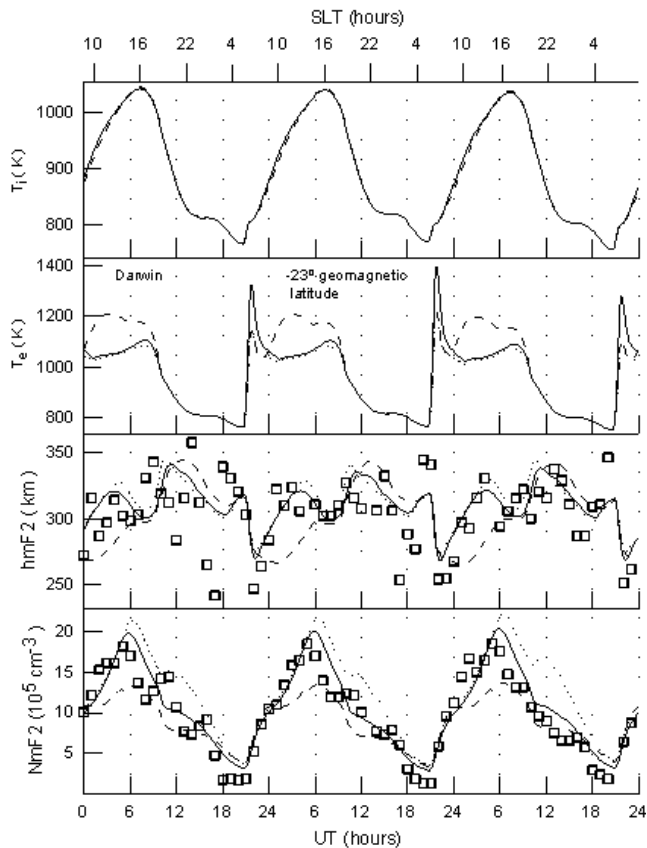 SLT (hours)
10 16 22 4 10 16 22 4 10 16 22 4
Ti (K)
1000
900
800
Te (K)
1400
1200
1000
800
Darwin
-23º geomagnetic
latitude
hmF2 (km)
350
300
250
NmF2 (10⁵ cm⁻³)
20
15
10
5
0 6 12 18 24 6 12 18 24 6 12 18 24
UT (hours)